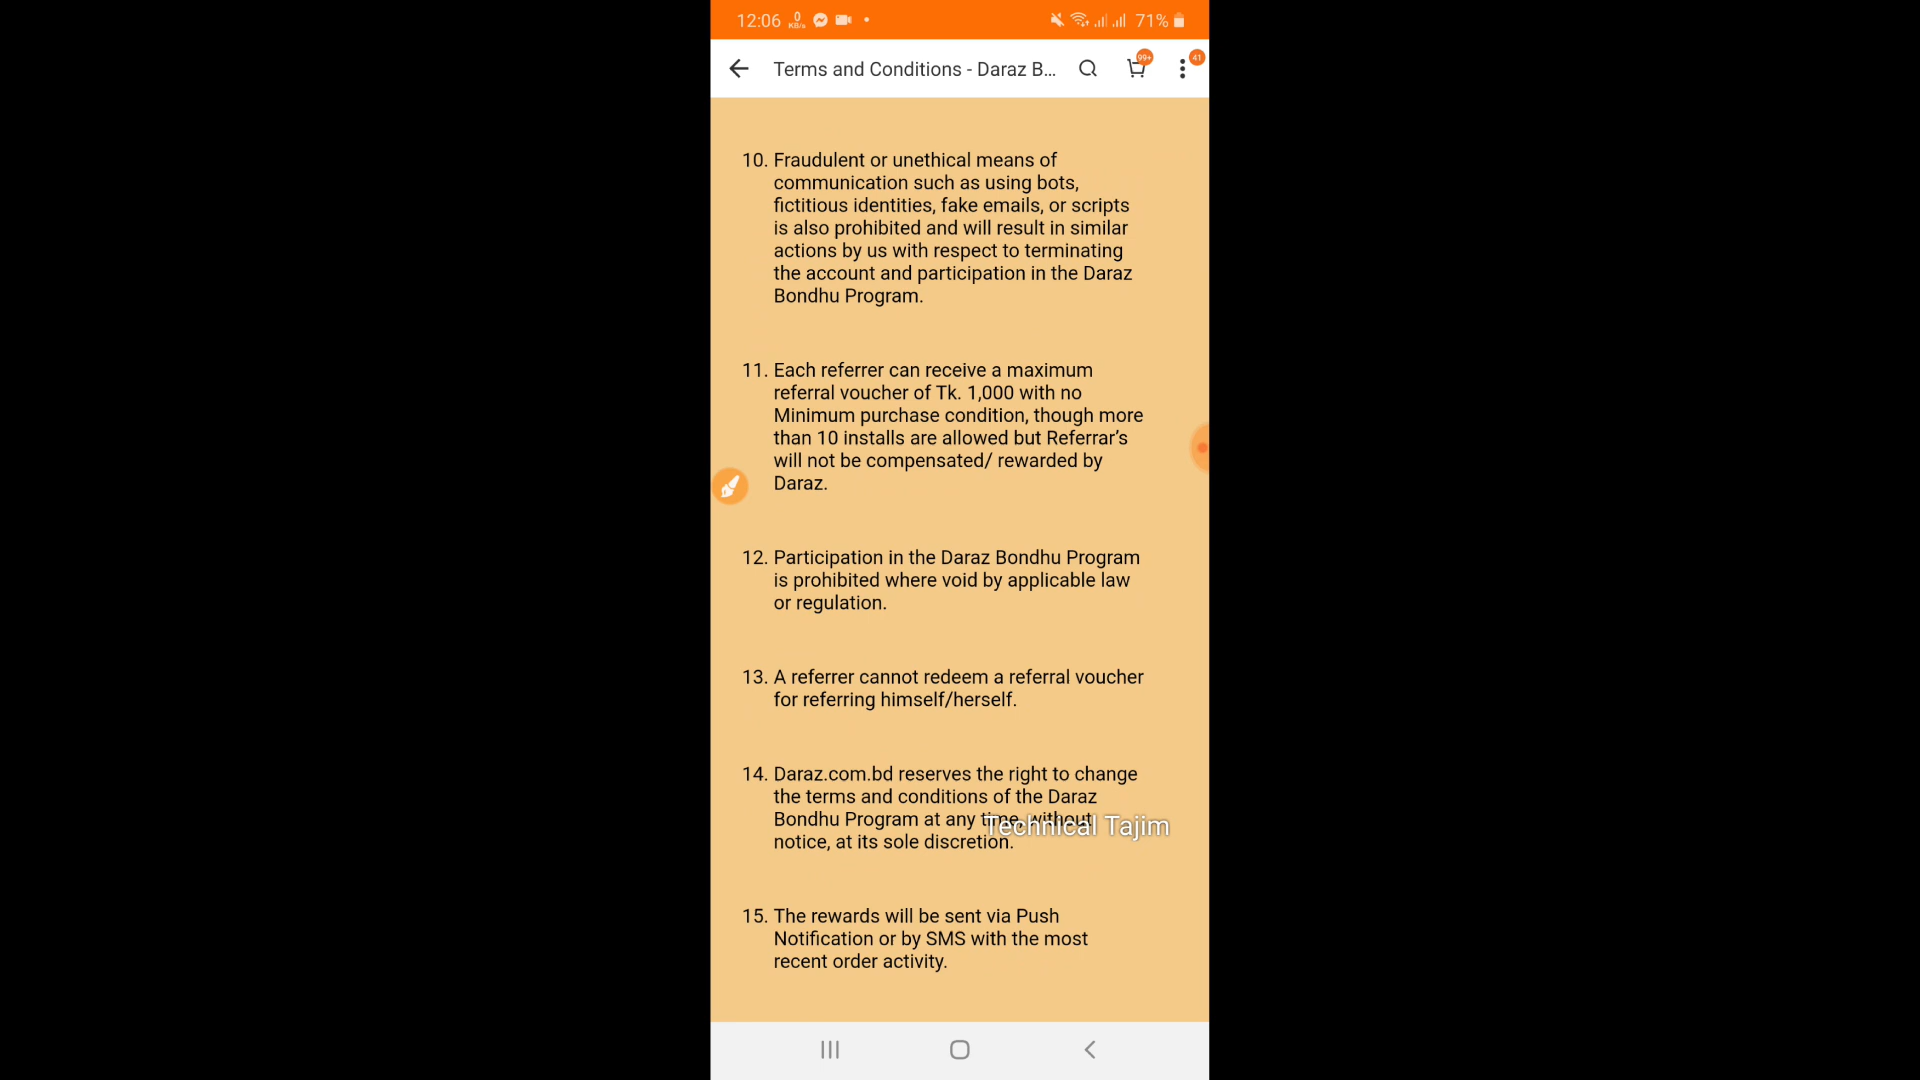 12:06 0 KB/s 71%
Terms and Conditions - Daraz B... 99+ 41
10. Fraudulent or unethical means of
communication such as using bots,
fictitious identities, fake emails, or scripts
is also prohibited and will result in similar
actions by us with respect to terminating
the account and participation in the Daraz
Bondhu Program.
11. Each referrer can receive a maximum
referral voucher of Tk. 1,000 with no
Minimum purchase condition, though more
than 10 installs are allowed but Referrar’s
will not be compensated/ rewarded by
Daraz.
12. Participation in the Daraz Bondhu Program
is prohibited where void by applicable law
or regulation.
13. A referrer cannot redeem a referral voucher
for referring himself/herself.
14. Daraz.com.bd reserves the right to change
the terms and conditions of the Daraz
Bondhu Program at any time, without
Technical Tajim
notice, at its sole discretion.
15. The rewards will be sent via Push
Notification or by SMS with the most
recent order activity.